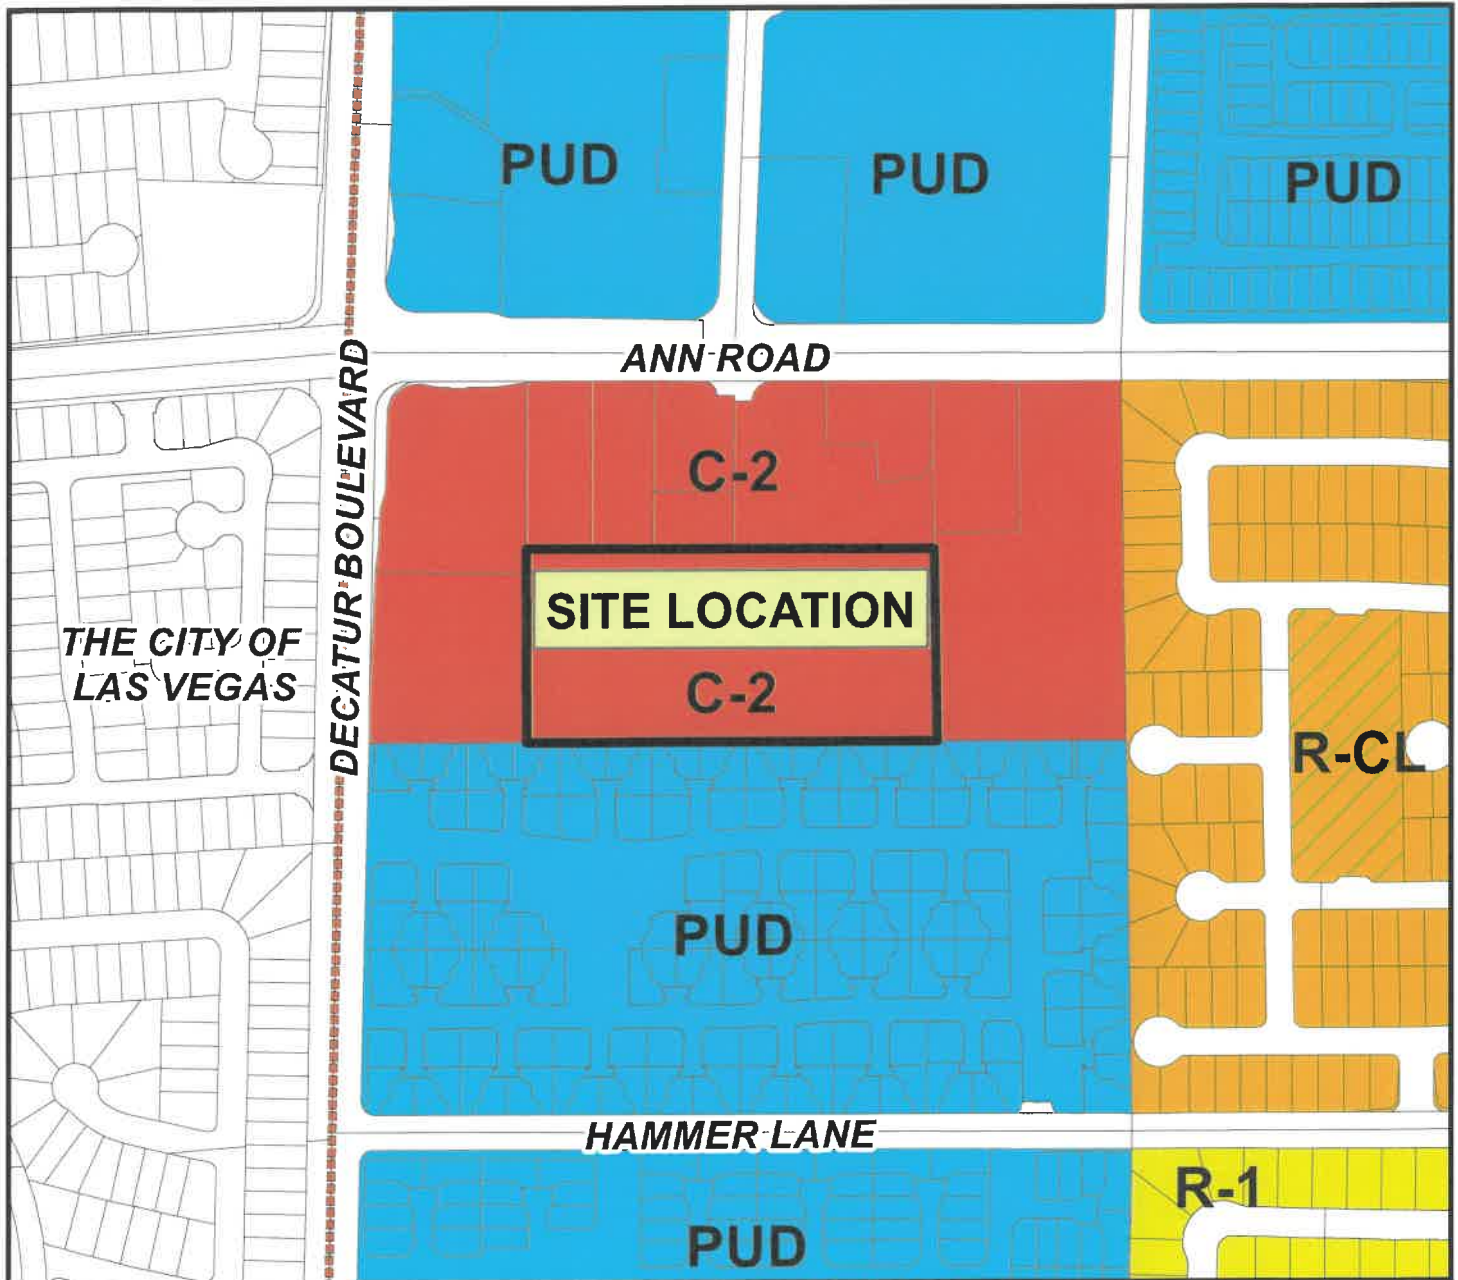 PUD
PUD
PUD
ANN ROAD
DECATUR BOULEVARD
C-2
SITE LOCATION
THE CITY OF
LAS VEGAS
C-2
R-CL
PUD
HAMMER LANE
R-1
PUD